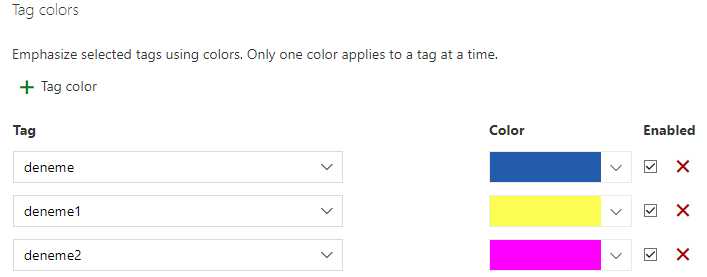 Tag colors
Emphasize selected tags using colors. Only one color applies to a tag at a time.
+ Tag color
Tag Color Enabled
deneme
deneme1
deneme2